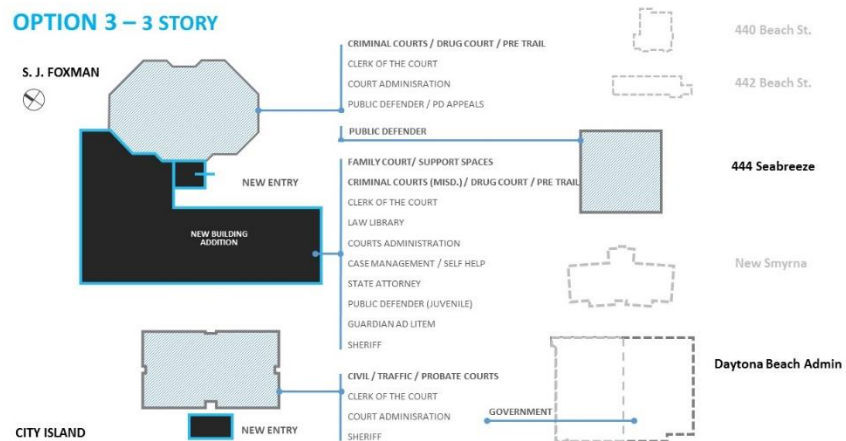 OPTION 3 – 3 STORY
S. J. FOXMAN
CRIMINAL COURTS / DRUG COURT / PRE TRAIL
CLERK OF THE COURT
COURT ADMINISRATION
PUBLIC DEFENDER / PD APPEALS
PUBLIC DEFENDER
NEW ENTRY
NEW BUILDING
ADDITION
FAMILY COURT/ SUPPORT SPACES
CRIMINAL COURTS (MISD.) / DRUG COURT / PRE TRAIL
CLERK OF THE COURT
LAW LIBRARY
COURTS ADMINISTRATION
CASE MANAGEMENT / SELF HELP
STATE ATTORNEY
PUBLIC DEFENDER (JUVENILE)
GUARDIAN AD LITEM
SHERIFF
CIVIL / TRAFFIC / PROBATE COURTS
CLERK OF THE COURT
COURT ADMINISRATION
SHERIFF
CITY ISLAND
NEW ENTRY
GOVERNMENT
440 Beach St.
442 Beach St.
444 Seabreeze
New Smyrna
Daytona Beach Admin